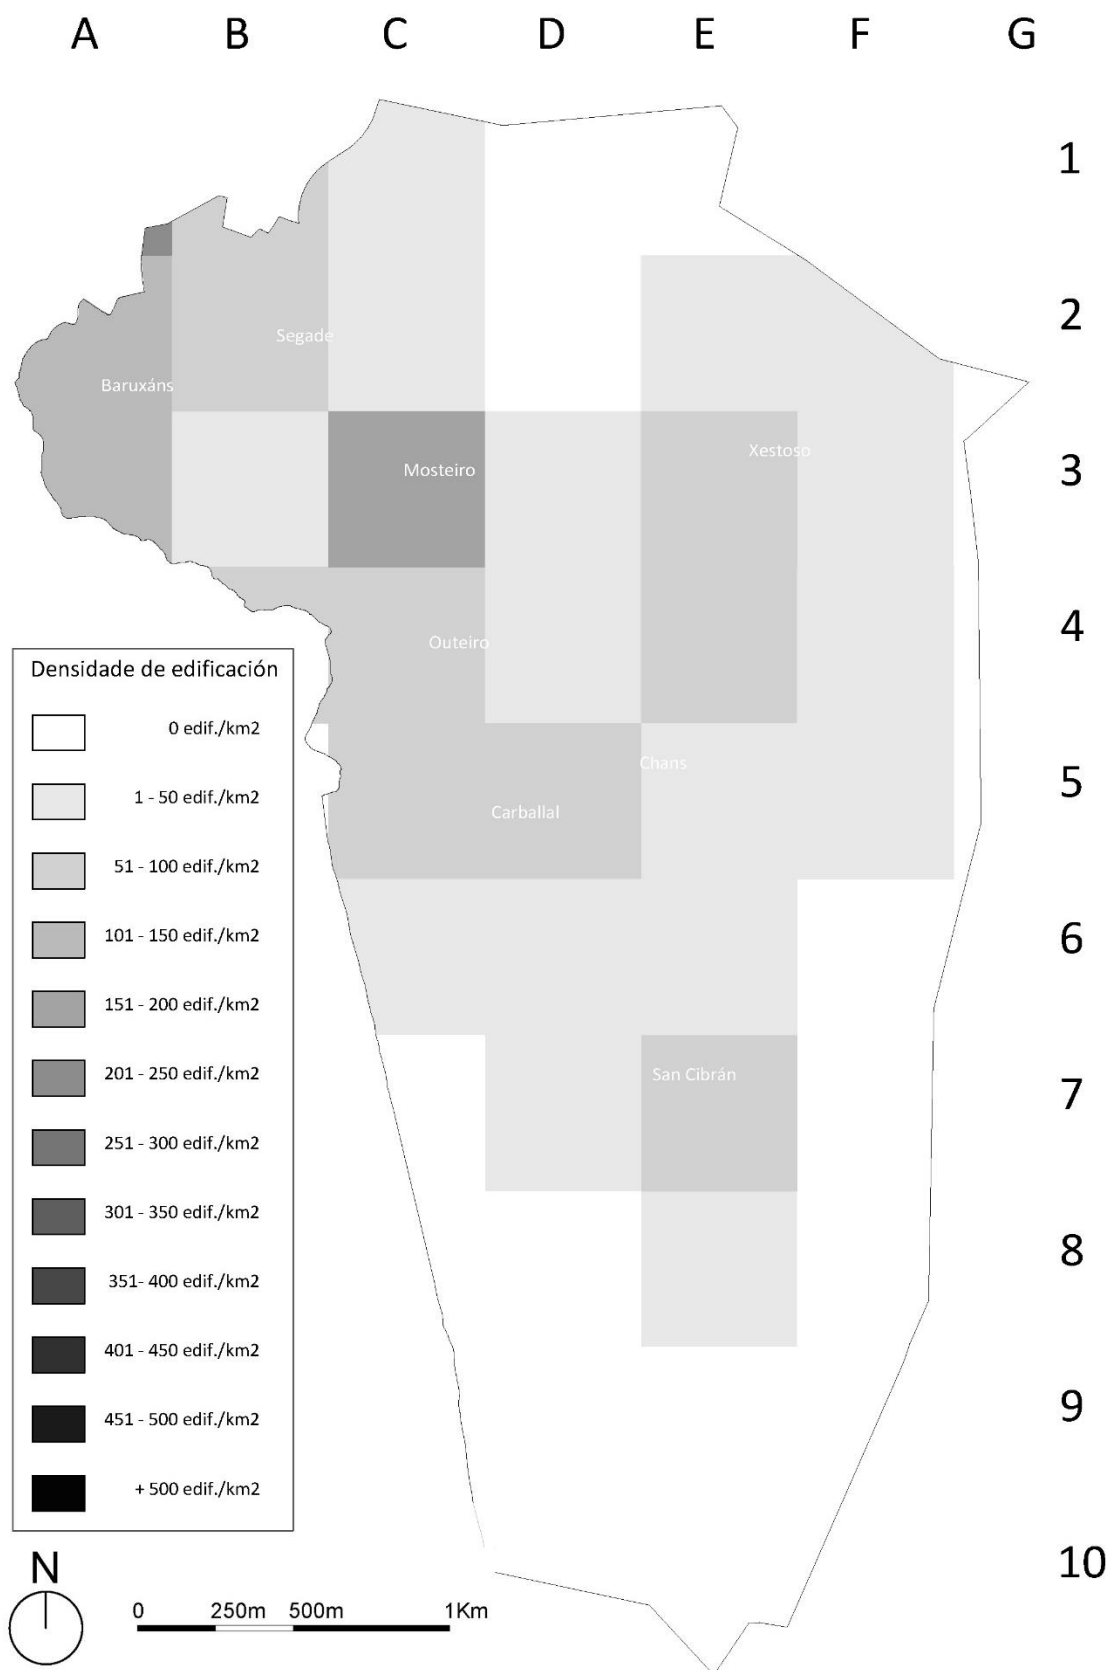 A B C D E F G
1
2
Segade
Baruxáns
3
Xestoso
Mosteiro
4
Outeiro
Densidade de edificación
0 edif./km2
1 - 50 edif./km2
51 - 100 edif./km2
101 - 150 edif./km2
151 - 200 edif./km2
201 - 250 edif./km2
251 - 300 edif./km2
301 - 350 edif./km2
351- 400 edif./km2
401 - 450 edif./km2
451 - 500 edif./km2
+ 500 edif./km2
Chans
5
Carballal
6
San Cibrán
7
8
9
10
N
0 250m 500m 1Km